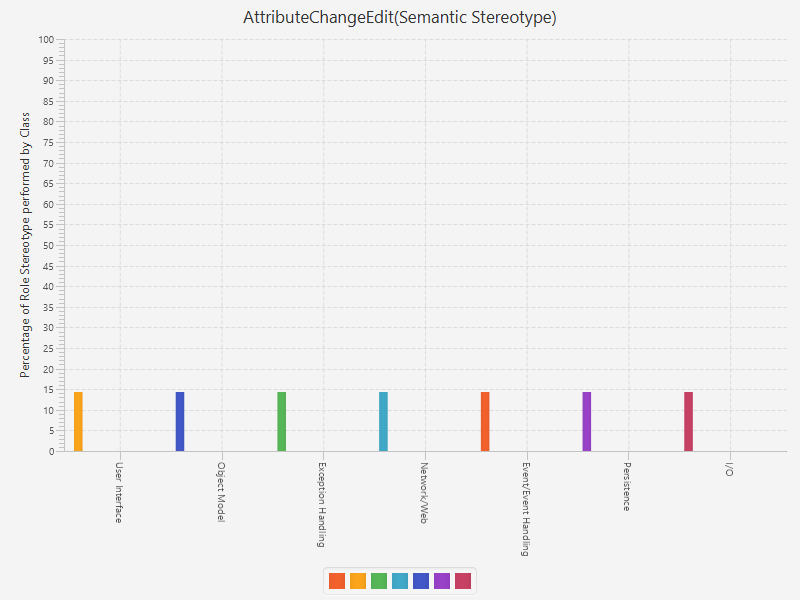 AttributeChangeEdit(Semantic Stereotype)
Percentage of Role Stereotype performed by Class
100
95
90
85
80
75
70
65
60
55
50
45
40
35
30
25
20
15
10
5
0
User Interface
Object Model
Exception Handling
Network/Web
Event/Event Handling
Persistence
I/O